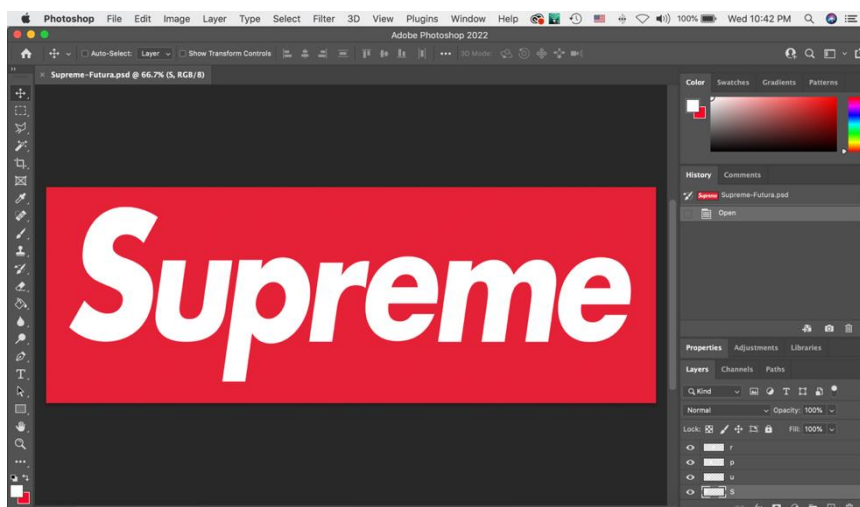 Photoshop File Edit Image Layer Type Select Filter 3D View Plugins Window Help 100% Wed 10:42 PM
Adobe Photoshop 2022
Auto-Select: Layer Show Transform Controls 3D Mode:
× Supreme-Futura.psd @ 66.7% (S, RGB/8)
Color Swatches Gradients Patterns
History Comments
Supreme Supreme-Futura.psd
Open
Supreme
Properties Adjustments Libraries
Layers Channels Paths
Kind
Normal Opacity: 100%
Lock: Fill: 100%
r
p
u
S